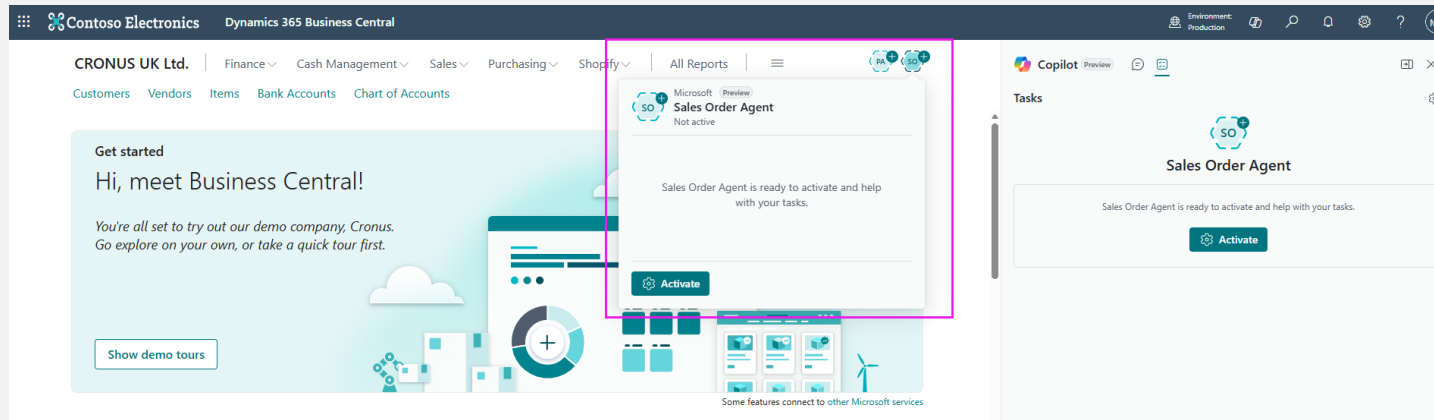 Contoso Electronics Dynamics 365 Business Central Environment:
Production ?
CRONUS UK Ltd. Finance Cash Management Sales Purchasing Shopify All Reports PA SO
Customers Vendors Items Bank Accounts Chart of Accounts
Get started
Hi, meet Business Central!
You're all set to try out our demo company, Cronus.
Go explore on your own, or take a quick tour first.
Show demo tours
SO Microsoft Preview
Sales Order Agent
Not active
Sales Order Agent is ready to activate and help
with your tasks.
Activate
Some features connect to other Microsoft services
Copilot Preview
Tasks
SO
Sales Order Agent
Sales Order Agent is ready to activate and help with your tasks.
Activate